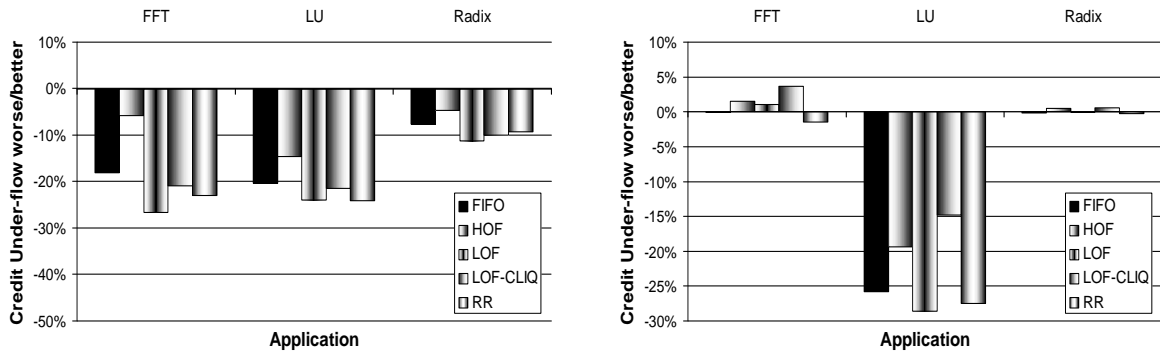 FFT LU Radix
Credit Under-flow worse/better
10%
0%
-10%
-20%
-30%
-40%
-50%
FIFO
HOF
LOF
LOF-CLIQ
RR
Application
FFT LU Radix
Credit Under-flow worse/better
10%
5%
0%
-5%
-10%
-15%
-20%
-25%
-30%
FIFO
HOF
LOF
LOF-CLIQ
RR
Application